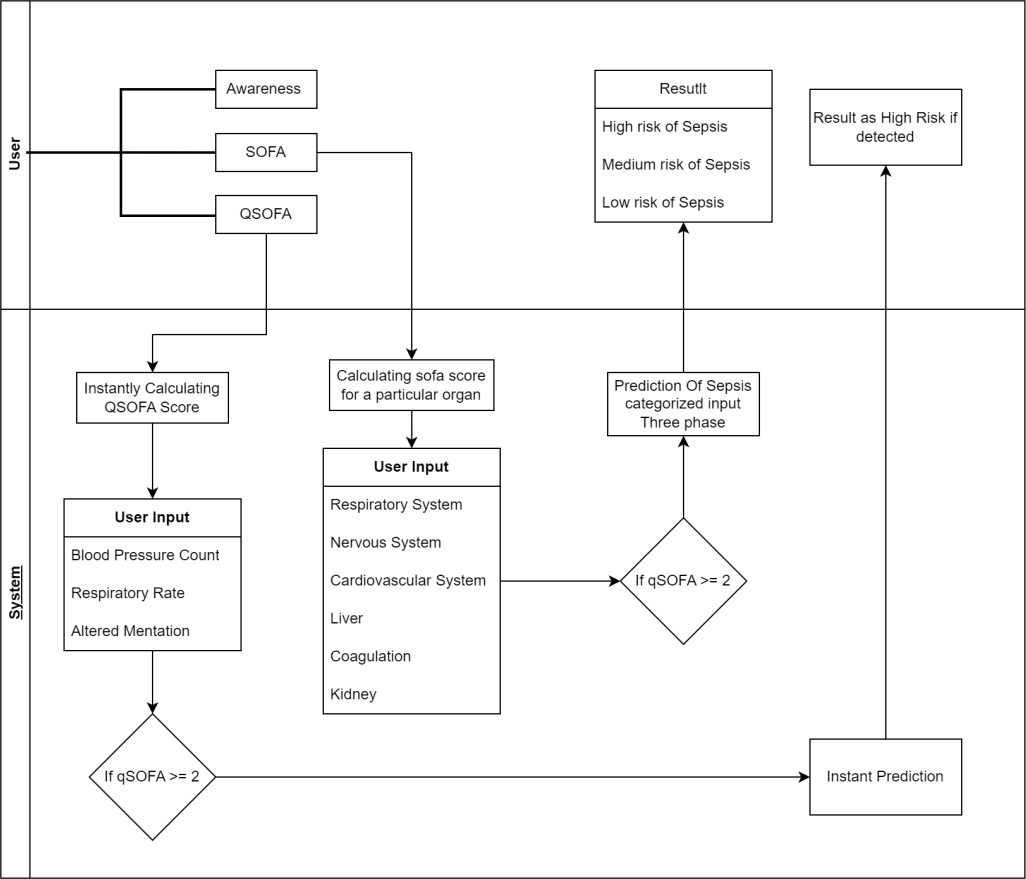 User
Awareness
SOFA
QSOFA
Resutlt
High risk of Sepsis
Medium risk of Sepsis
Low risk of Sepsis
Result as High Risk if
detected
System
Instantly Calculating
QSOFA Score
User Input
Blood Pressure Count
Respiratory Rate
Altered Mentation
If qSOFA >= 2
Calculating sofa score
for a particular organ
User Input
Respiratory System
Nervous System
Cardiovascular System
Liver
Coagulation
Kidney
If qSOFA >= 2
Prediction Of Sepsis
categorized input
Three phase
Instant Prediction